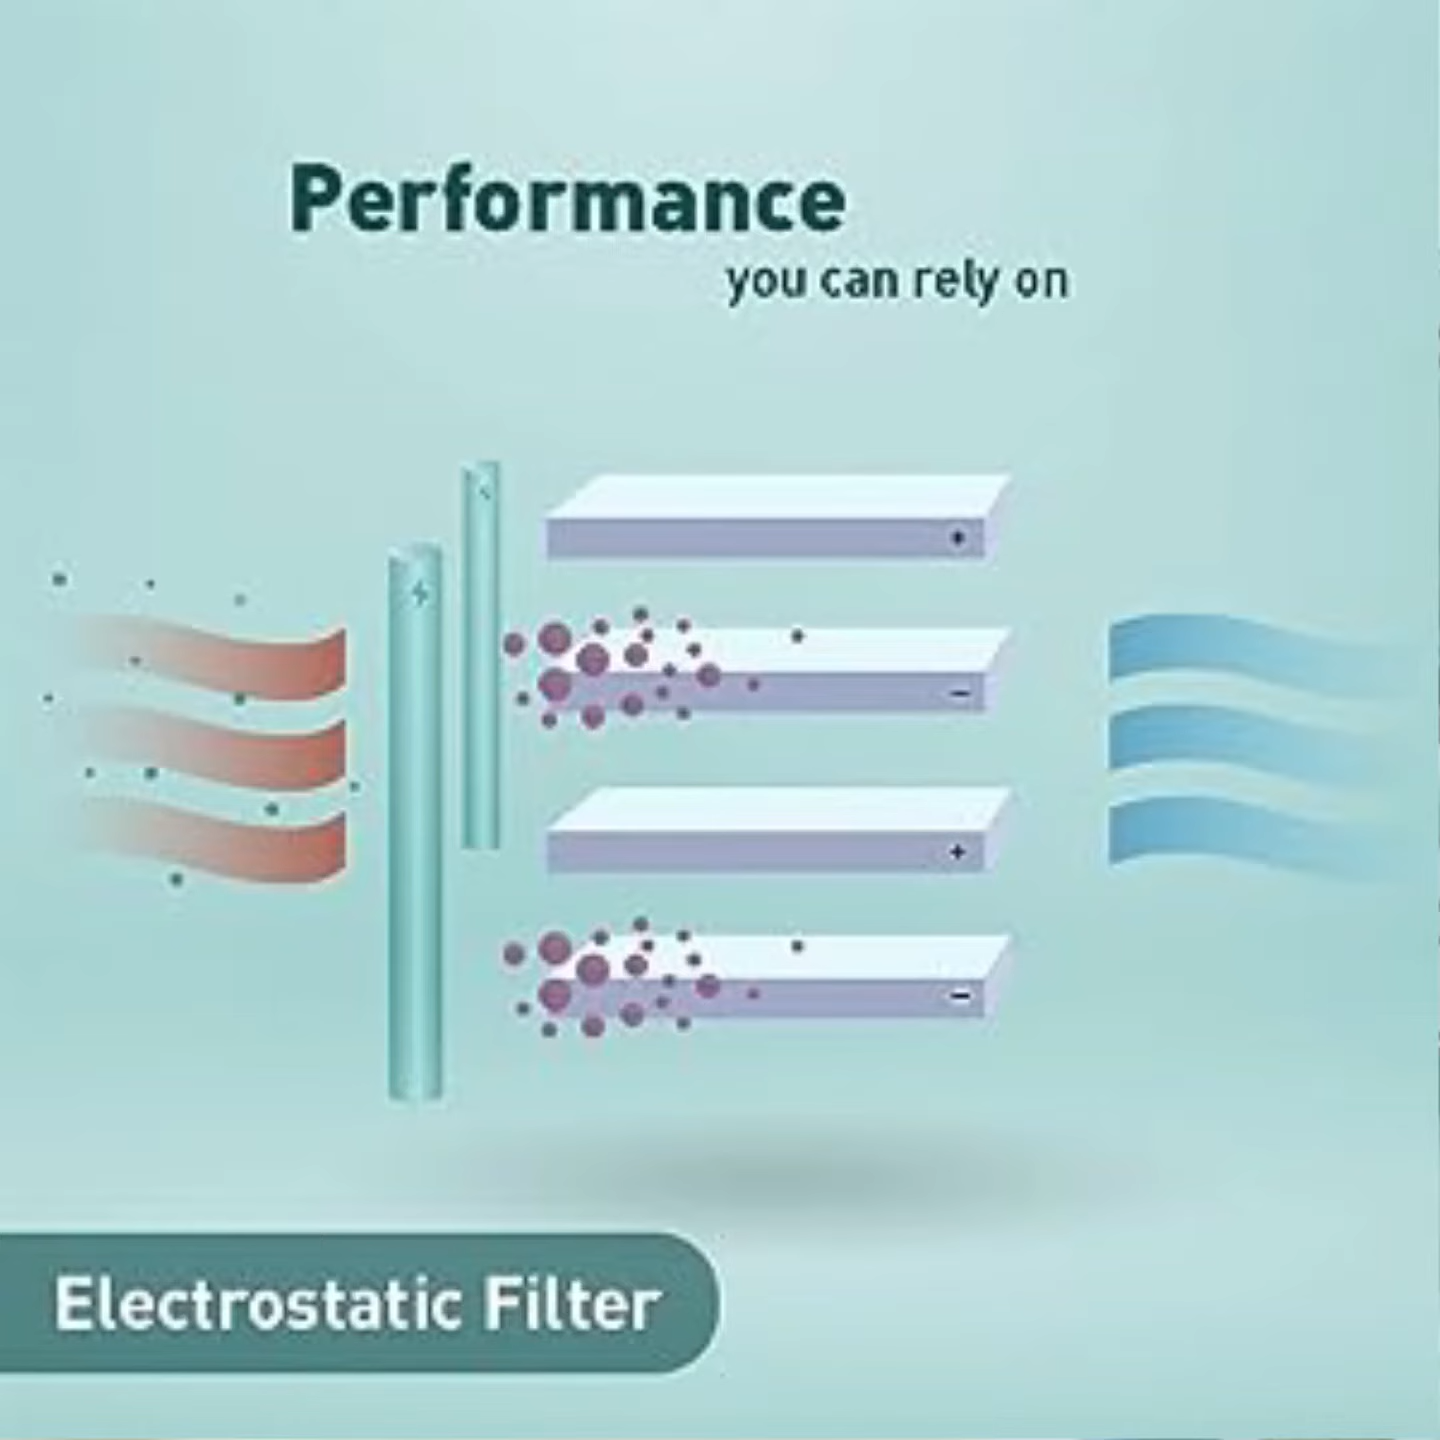 Performance
you can rely on
+
−
+
−
Electrostatic Filter